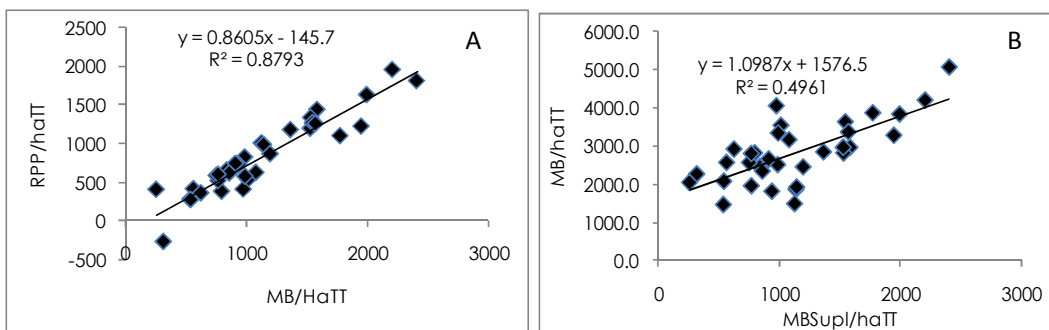 A
y = 0.8605x - 145.7
R² = 0.8793
RPP/haTT
2500
2000
1500
1000
500
0
-500
0
1000
2000
3000
MB/HaTT
B
y = 1.0987x + 1576.5
R² = 0.4961
MB/haTT
6000.0
5000.0
4000.0
3000.0
2000.0
1000.0
0.0
0
1000
2000
3000
MBSupl/haTT